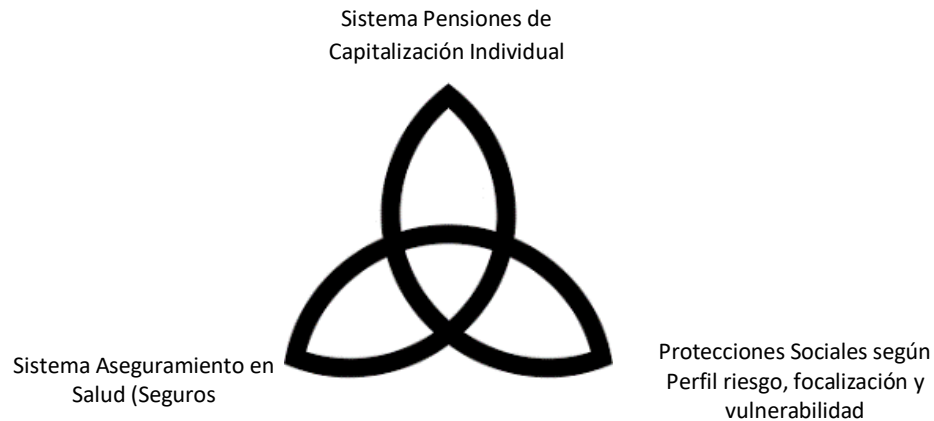 Sistema Pensiones de
Capitalización Individual
Sistema Aseguramiento en
Salud (Seguros
Protecciones Sociales según
Perfil riesgo, focalización y
vulnerabilidad